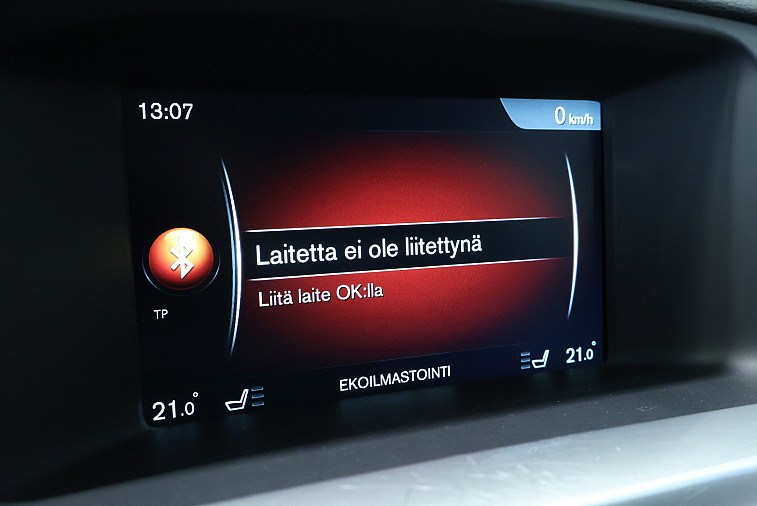 13:07
0 km/h
Laitetta ei ole liitettynä
Liitä laite OK:lla
TP
EKOILMASTOINTI
21.0°
21.0°